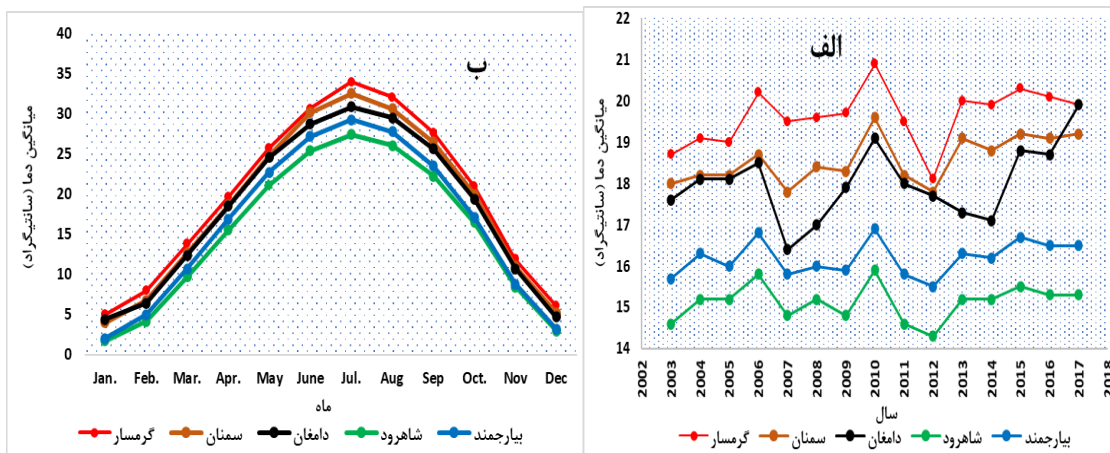 ب
میانگین دما (سانتیگراد)
40
35
30
25
20
15
10
5
0
Jan. Feb. Mar. Apr. May June Jul. Aug Sep Oct. Nov Dec
ماه
گرمسار سمنان دامغان شاهرود بیارجمند
الف
میانگین دما (سانتیگراد)
22
21
20
19
18
17
16
15
14
2002 2003 2004 2005 2006 2007 2008 2009 2010 2011 2012 2013 2014 2015 2016 2017 2018
سال
گرمسار سمنان دامغان شاهرود بیارجمند